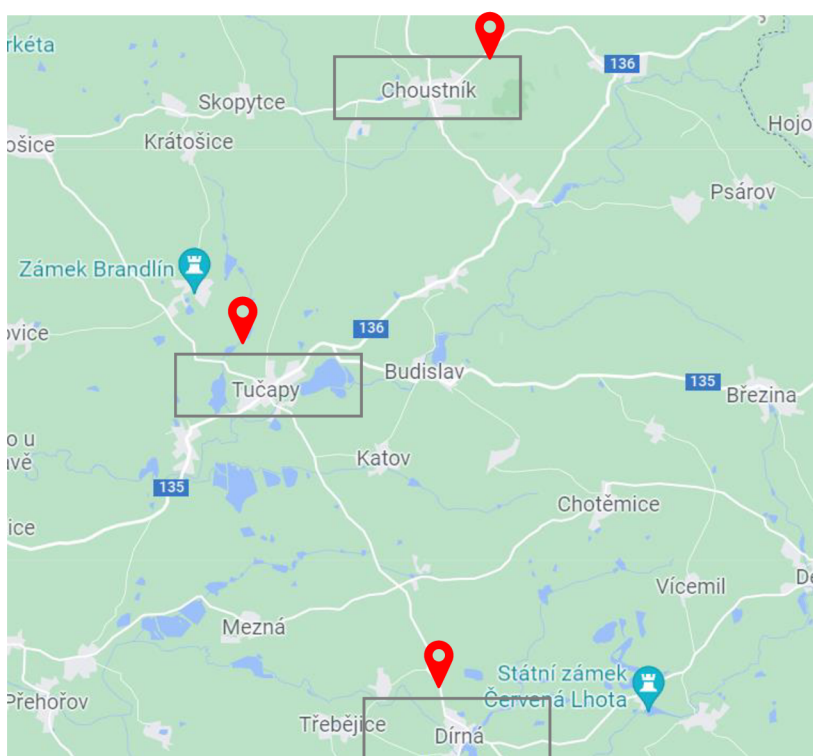 rkéta
136
Choustník
Skopytce
Hojo
ošice
Krátošice
Psárov
Zámek Brandlín
ovice
136
Budislav
135
Tučapy
Březina
o u
avě
Katov
135
Chotěmice
ice
Vícemil
De
Mezná
Státní zámek
Červená Lhota
Přehořov
Třebějice
Dírná